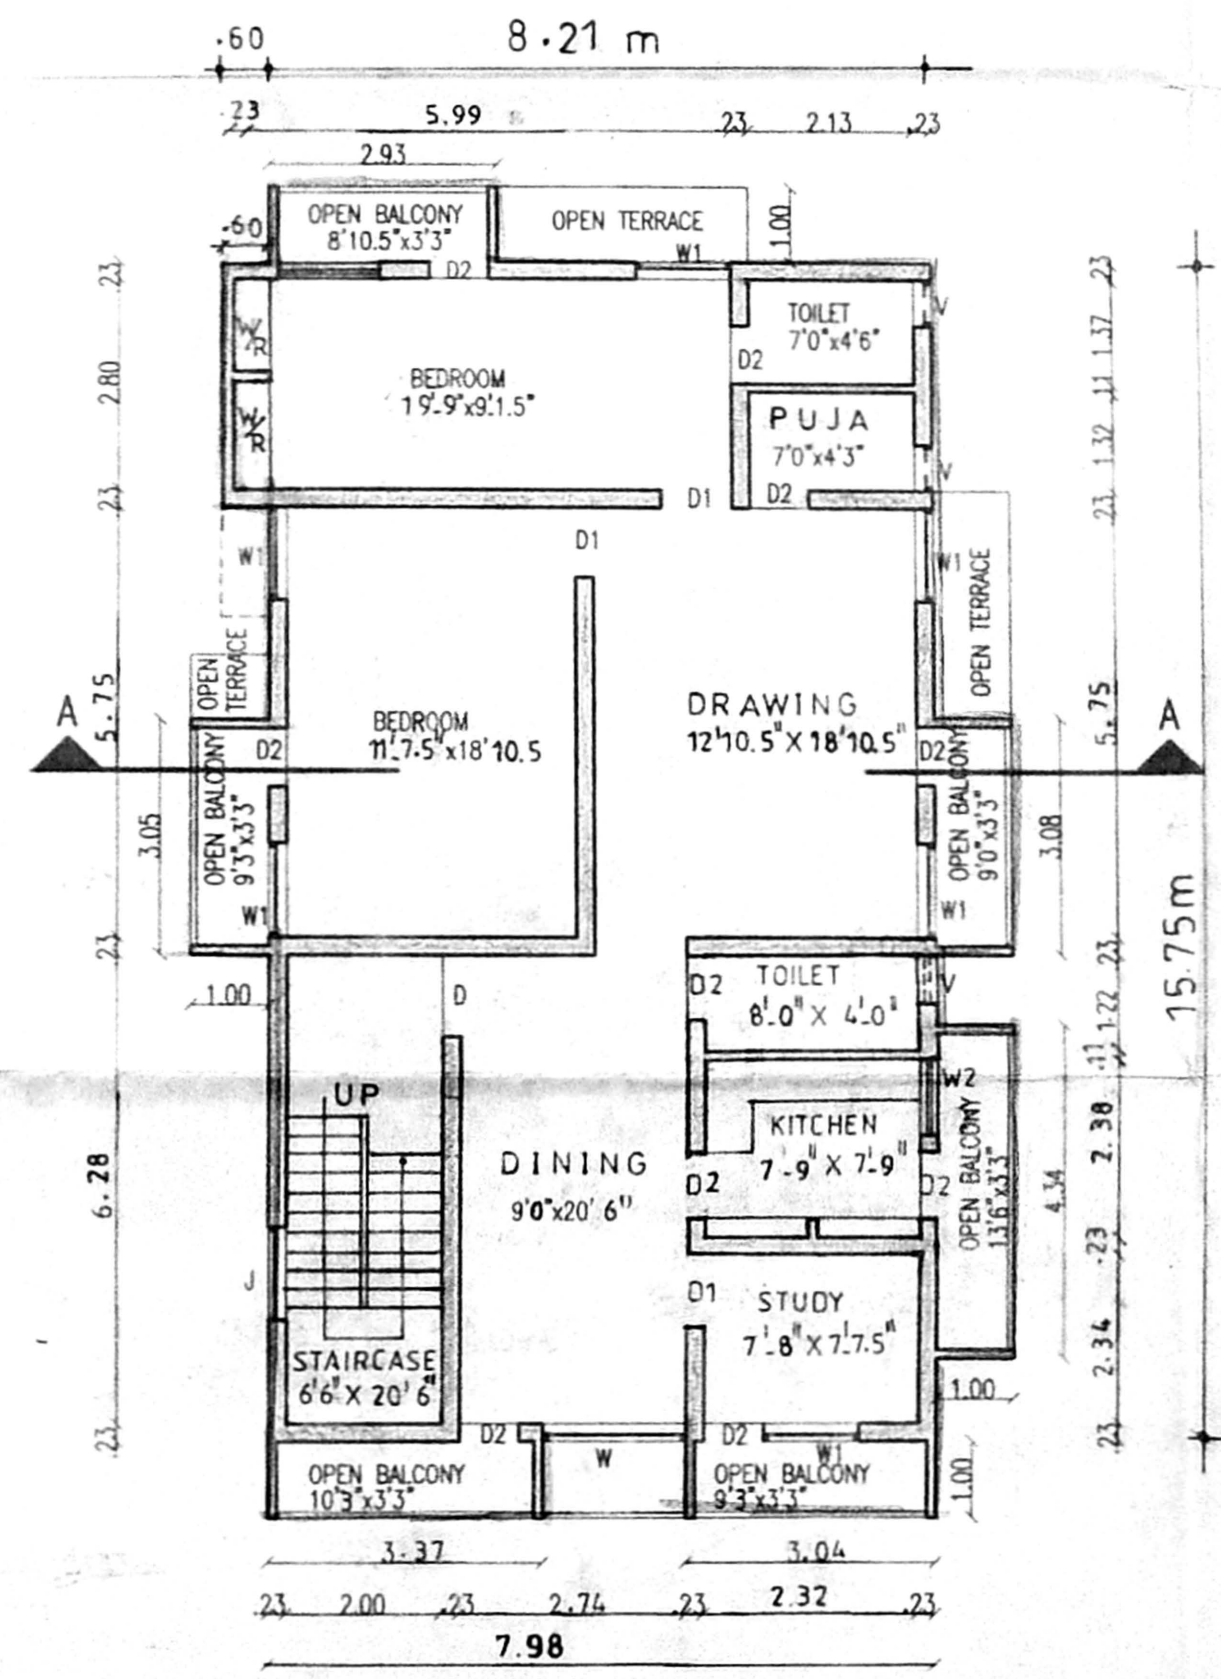 .60
8.21 m
.23
5.99
.23
2.13
.23
2.93
OPEN BALCONY
8'10.5"x3'3"
OPEN TERRACE
1.00
.60
D2
W1
23
23
W/R
TOILET
7'0"x4'6"
V
1.37
2.80
BEDROOM
19'-9"x9'-1.5"
D2
.11
W/R
PUJA
7'0"x4'3"
1.32
V
23
D1
D2
23
D1
W1
W1
OPEN TERRACE
OPEN
TERRACE
5.75
5.75
A
BEDROOM
11'-7.5"x18'10.5
DRAWING
12'10.5" X 18'10.5"
A
D2
D2
OPEN BALCONY
9'3"x3'3"
OPEN BALCONY
9'0"x3'3"
3.05
3.08
15.75m
W1
W1
23
23
1.00
D
D2
TOILET
8'-0" X 4'-0"
V
1.22
.11
UP
W2
KITCHEN
7'-9" X 7'-9"
2.38
6.28
DINING
9'0"x20'6"
D2
D2
OPEN BALCONY
13'6"x3'3"
4.34
.23
J
D1
STUDY
7'-8" X 7'-7.5"
2.34
STAIRCASE
6'6" X 20'6"
1.00
.23
D2
D2
.23
W
W1
OPEN BALCONY
10'3"x3'3"
OPEN BALCONY
9'3"x3'3"
1.00
3.37
3.04
.23
2.00
.23
2.74
.23
2.32
.23
7.98